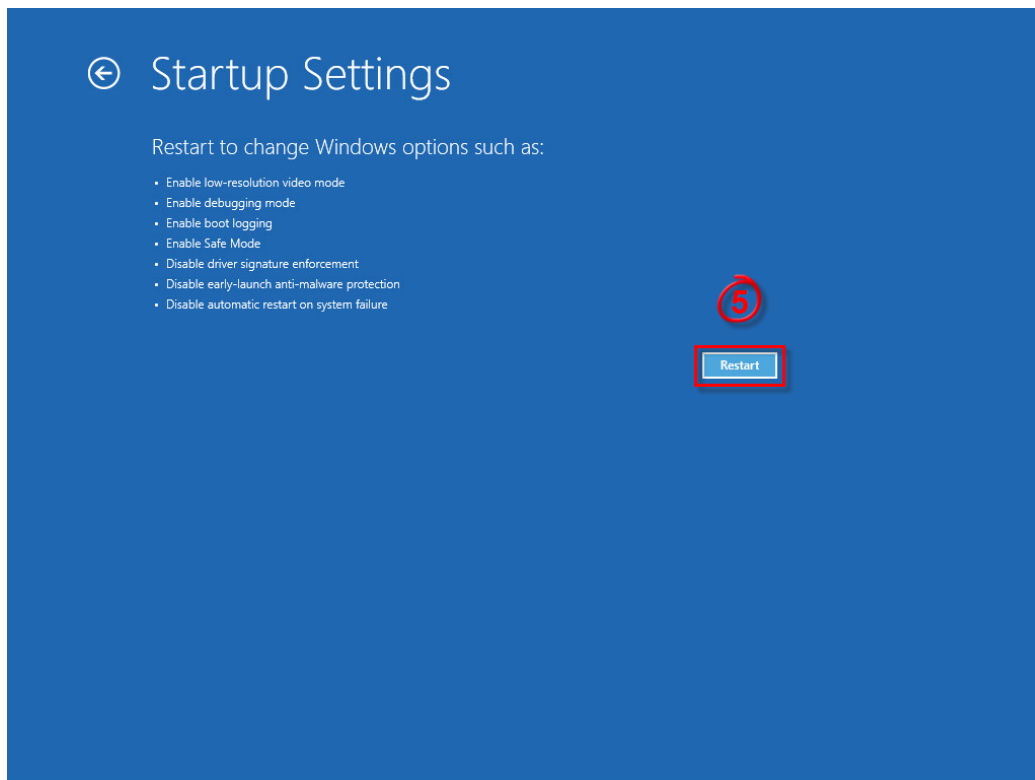 Startup Settings
Restart to change Windows options such as:
• Enable low-resolution video mode
• Enable debugging mode
• Enable boot logging
• Enable Safe Mode
• Disable driver signature enforcement
• Disable early-launch anti-malware protection
• Disable automatic restart on system failure
5
Restart